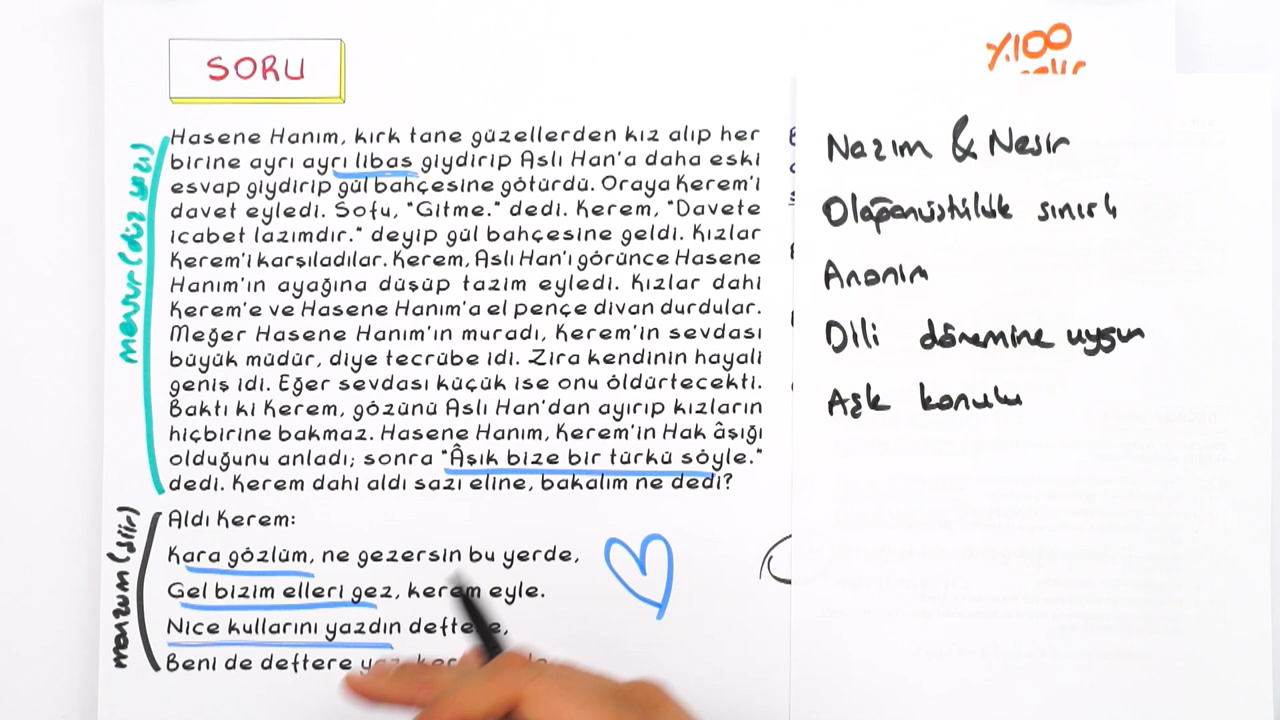 SORU
%100
Hasene Hanım, kırk tane güzellerden kız alıp her
birine ayrı ayrı libas giydirip Aslı Han'a daha eski
esvap giydirip gül bahçesine götürdü. Oraya Kerem'i
davet eyledi. Sofu, "Gitme." dedi. Kerem, "Davete
icabet lazımdır." deyip gül bahçesine geldi. Kızlar
Kerem'i karşıladılar. Kerem, Aslı Han'ı görünce Hasene
Hanım'ın ayağına düşüp tazim eyledi. Kızlar dahi
Kerem'e ve Hasene Hanım'a el pençe divan durdular.
Meğer Hasene Hanım'ın muradı, Kerem'in sevdası
büyük müdür, diye tecrübe idi. Zira kendinin hayali
geniş idi. Eğer sevdası küçük ise onu öldürtecekti.
Baktı ki Kerem, gözünü Aslı Han'dan ayırıp kızların
hiçbirine bakmaz. Hasene Hanım, Kerem'in Hak âşığı
olduğunu anladı; sonra "Âşık bize bir türkü söyle."
dedi. Kerem dahi aldı sazı eline, bakalım ne dedi?
Aldı Kerem:
Kara gözlüm, ne gezersin bu yerde,
Gel bizim elleri gez, kerem eyle.
Nice kullarını yazdın deftere,
Beni de deftere
mensur (düz yazı)
manzum (şiir)
Nazım & Nesir
Olağanüstülük sınırlı
Anonim
Dili dönemine uygun
Aşk konulu